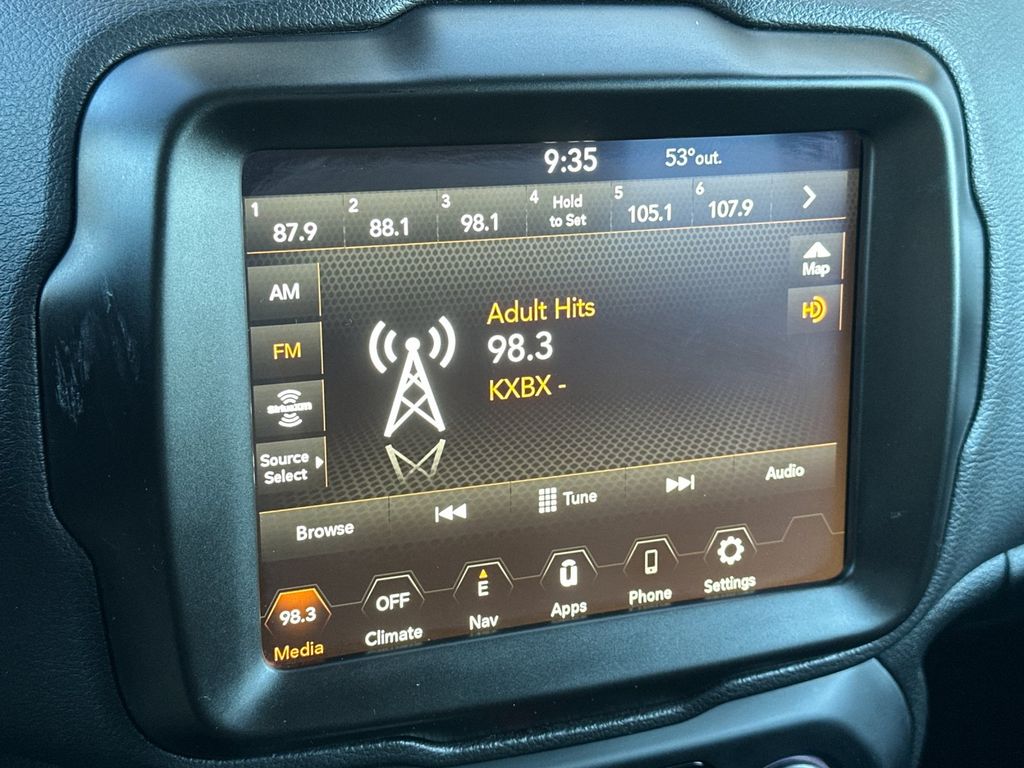 9:35 53°out.
1 87.9 2 88.1 3 98.1 4 Hold to Set 5 105.1 6 107.9
Map
AM
HD
Adult Hits
98.3
FM
KXBX -
SiriusXM
Source
Select
Browse Tune Audio
98.3 OFF E
Media Climate Nav Apps Phone Settings